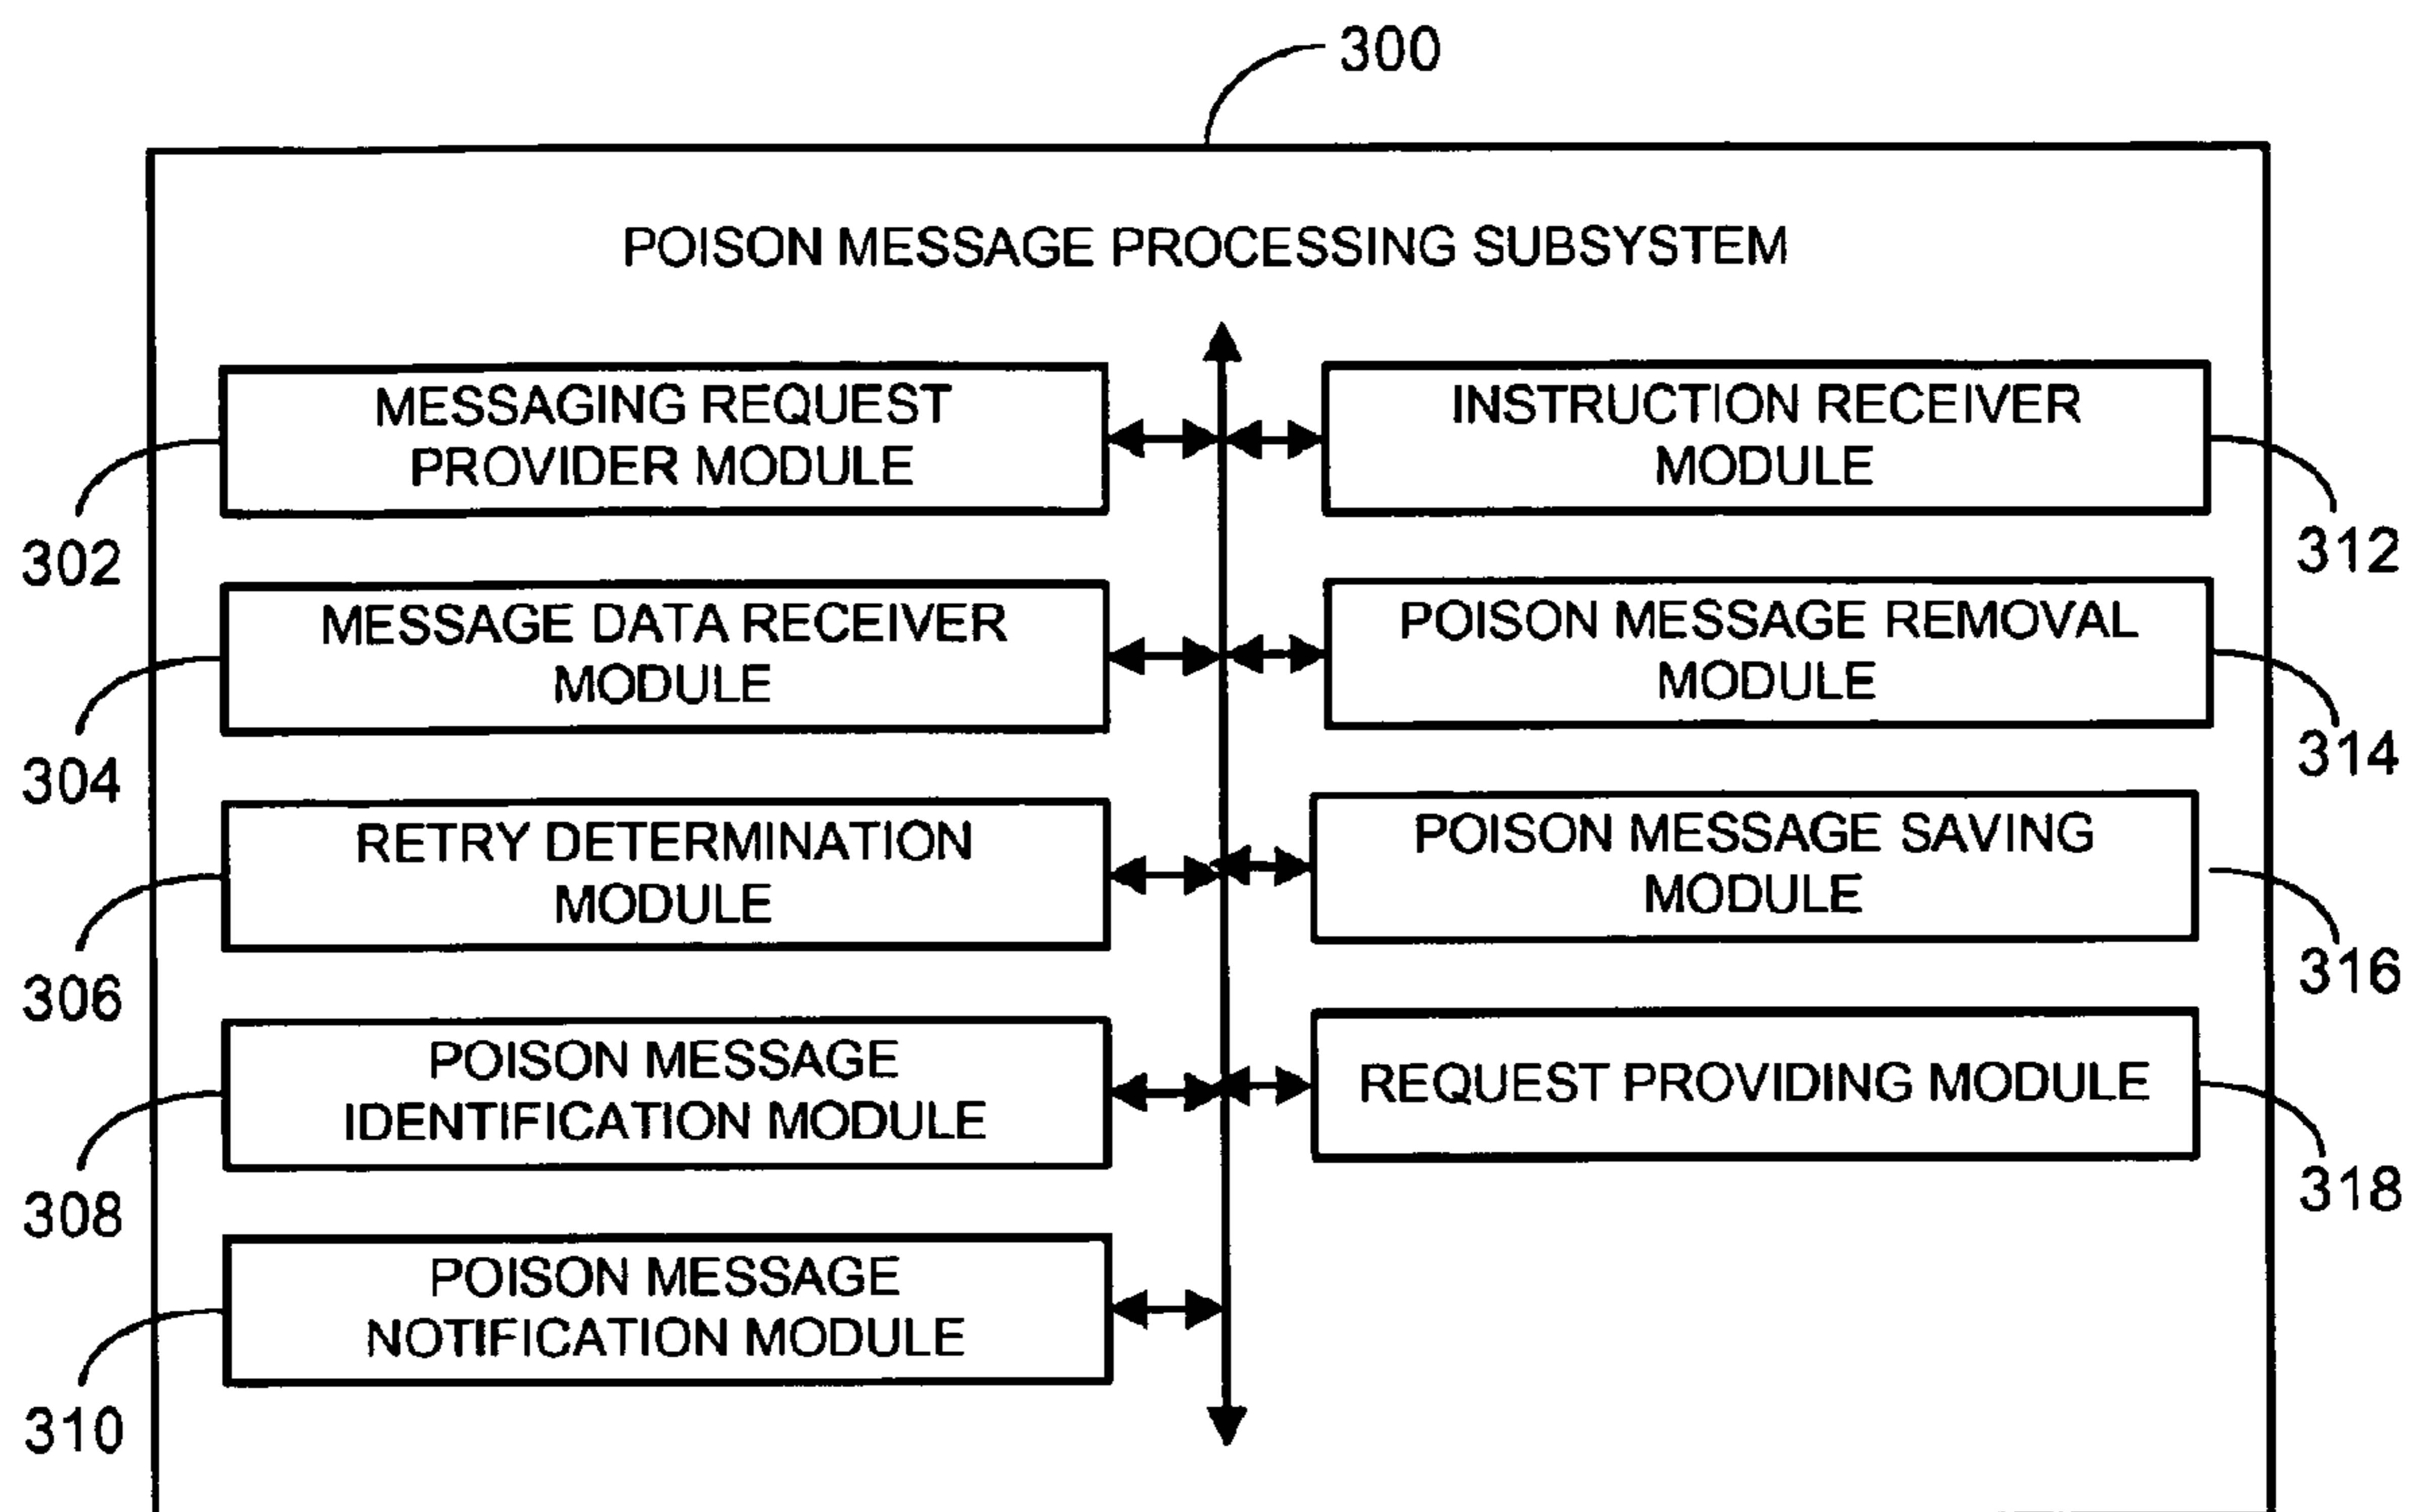 300
POISON MESSAGE PROCESSING SUBSYSTEM
MESSAGING REQUEST
PROVIDER MODULE
302
MESSAGE DATA RECEIVER
MODULE
304
RETRY DETERMINATION
MODULE
306
POISON MESSAGE
IDENTIFICATION MODULE
308
POISON MESSAGE
NOTIFICATION MODULE
310
INSTRUCTION RECEIVER
MODULE
312
POISON MESSAGE REMOVAL
MODULE
314
POISON MESSAGE SAVING
MODULE
316
REQUEST PROVIDING MODULE
318